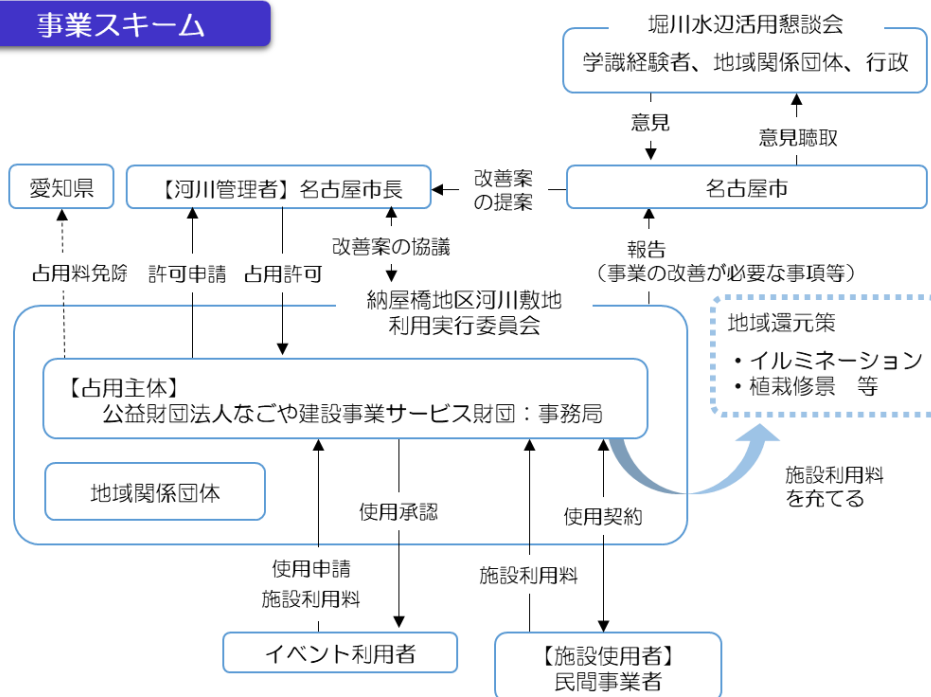 事業スキーム
堀川水辺活用懇談会
学識経験者、地域関係団体、行政
意見
意見聴取
愛知県
【河川管理者】名古屋市長
改善案
の提案
名古屋市
占用料免除
許可申請
占用許可
改善案の協議
報告
（事業の改善が必要な事項等）
納屋橋地区河川敷地
利用実行委員会
地域還元策
・イルミネーション
・植栽修景　等
【占用主体】
公益財団法人なごや建設事業サービス財団：事務局
地域関係団体
使用承認
使用契約
施設利用料
を充てる
使用申請
施設利用料
施設利用料
イベント利用者
【施設使用者】
民間事業者